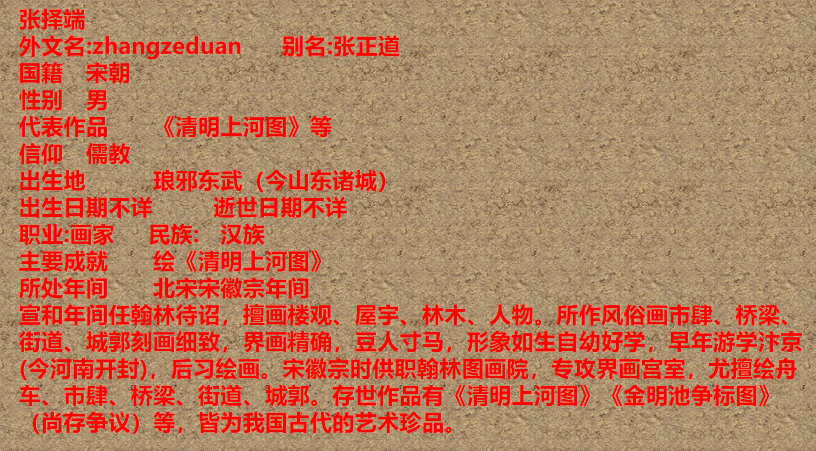 张择端
外文名:zhangzeduan 别名:张正道
国籍 宋朝
性别 男
代表作品 《清明上河图》等
信仰 儒教
出生地 琅邪东武（今山东诸城）
出生日期不详 逝世日期不详
职业:画家 民族: 汉族
主要成就 绘《清明上河图》
所处年间 北宋宋徽宗年间
宣和年间任翰林待诏，擅画楼观、屋宇、林木、人物。所作风俗画市肆、桥梁、
街道、城郭刻画细致，界画精确，豆人寸马，形象如生自幼好学，早年游学汴京
(今河南开封)，后习绘画。宋徽宗时供职翰林图画院，专攻界画宫室，尤擅绘舟
车、市肆、桥梁、街道、城郭。存世作品有《清明上河图》《金明池争标图》
（尚存争议）等，皆为我国古代的艺术珍品。